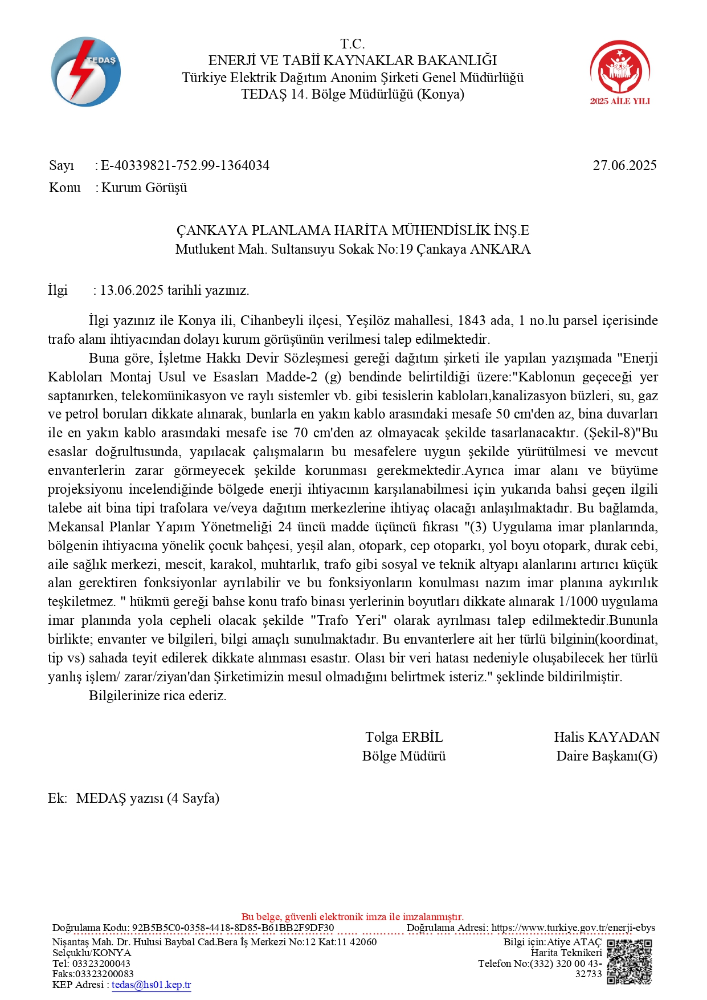 TEDAŞ
T.C.
ENERJİ VE TABİİ KAYNAKLAR BAKANLIĞI
Türkiye Elektrik Dağıtım Anonim Şirketi Genel Müdürlüğü
TEDAŞ 14. Bölge Müdürlüğü (Konya)
2025 AİLE YILI
Sayı : E-40339821-752.99-1364034 27.06.2025
Konu : Kurum Görüşü
ÇANKAYA PLANLAMA HARİTA MÜHENDİSLİK İNŞ.E
Mutlukent Mah. Sultansuyu Sokak No:19 Çankaya ANKARA
İlgi : 13.06.2025 tarihli yazınız.
İlgi yazınız ile Konya ili, Cihanbeyli ilçesi, Yeşilöz mahallesi, 1843 ada, 1 no.lu parsel içerisinde
trafo alanı ihtiyacından dolayı kurum görüşünün verilmesi talep edilmektedir.
Buna göre, İşletme Hakkı Devir Sözleşmesi gereği dağıtım şirketi ile yapılan yazışmada "Enerji
Kabloları Montaj Usul ve Esasları Madde-2 (g) bendinde belirtildiği üzere:"Kablonun geçeceği yer
saptanırken, telekomünikasyon ve raylı sistemler vb. gibi tesislerin kabloları,kanalizasyon büzleri, su, gaz
ve petrol boruları dikkate alınarak, bunlarla en yakın kablo arasındaki mesafe 50 cm'den az, bina duvarları
ile en yakın kablo arasındaki mesafe ise 70 cm'den az olmayacak şekilde tasarlanacaktır. (Şekil-8)"Bu
esaslar doğrultusunda, yapılacak çalışmaların bu mesafelere uygun şekilde yürütülmesi ve mevcut
envanterlerin zarar görmeyecek şekilde korunması gerekmektedir.Ayrıca imar alanı ve büyüme
projeksiyonu incelendiğinde bölgede enerji ihtiyacının karşılanabilmesi için yukarıda bahsi geçen ilgili
talebe ait bina tipi trafolara ve/veya dağıtım merkezlerine ihtiyaç olacağı anlaşılmaktadır. Bu bağlamda,
Mekansal Planlar Yapım Yönetmeliği 24 üncü madde üçüncü fıkrası "(3) Uygulama imar planlarında,
bölgenin ihtiyacına yönelik çocuk bahçesi, yeşil alan, otopark, cep otoparkı, yol boyu otopark, durak cebi,
aile sağlık merkezi, mescit, karakol, muhtarlık, trafo gibi sosyal ve teknik altyapı alanlarını artırıcı küçük
alan gerektiren fonksiyonlar ayrılabilir ve bu fonksiyonların konulması nazım imar planına aykırılık
teşkiletmez. " hükmü gereği bahse konu trafo binası yerlerinin boyutları dikkate alınarak 1/1000 uygulama
imar planında yola cepheli olacak şekilde "Trafo Yeri" olarak ayrılması talep edilmektedir.Bununla
birlikte; envanter ve bilgileri, bilgi amaçlı sunulmaktadır. Bu envanterlere ait her türlü bilginin(koordinat,
tip vs) sahada teyit edilerek dikkate alınması esastır. Olası bir veri hatası nedeniyle oluşabilecek her türlü
yanlış işlem/ zarar/ziyan'dan Şirketimizin mesul olmadığını belirtmek isteriz." şeklinde bildirilmiştir.
Bilgilerinize rica ederiz.
Tolga ERBİL Halis KAYADAN
Bölge Müdürü Daire Başkanı(G)
Ek: MEDAŞ yazısı (4 Sayfa)
Bu belge, güvenli elektronik imza ile imzalanmıştır.
Doğrulama Kodu: 92B5B5C0-0358-4418-8D85-B61BB2F9DF30 Doğrulama Adresi: https://www.turkiye.gov.tr/enerji-ebys
Nişantaş Mah. Dr. Hulusi Baybal Cad.Bera İş Merkezi No:12 Kat:11 42060 Bilgi için:Atiye ATAÇ
Selçuklu/KONYA Harita Teknikeri
Tel: 03323200043 Telefon No:(332) 320 00 43-
Faks:03323200083 32733
KEP Adresi : tedas@hs01.kep.tr